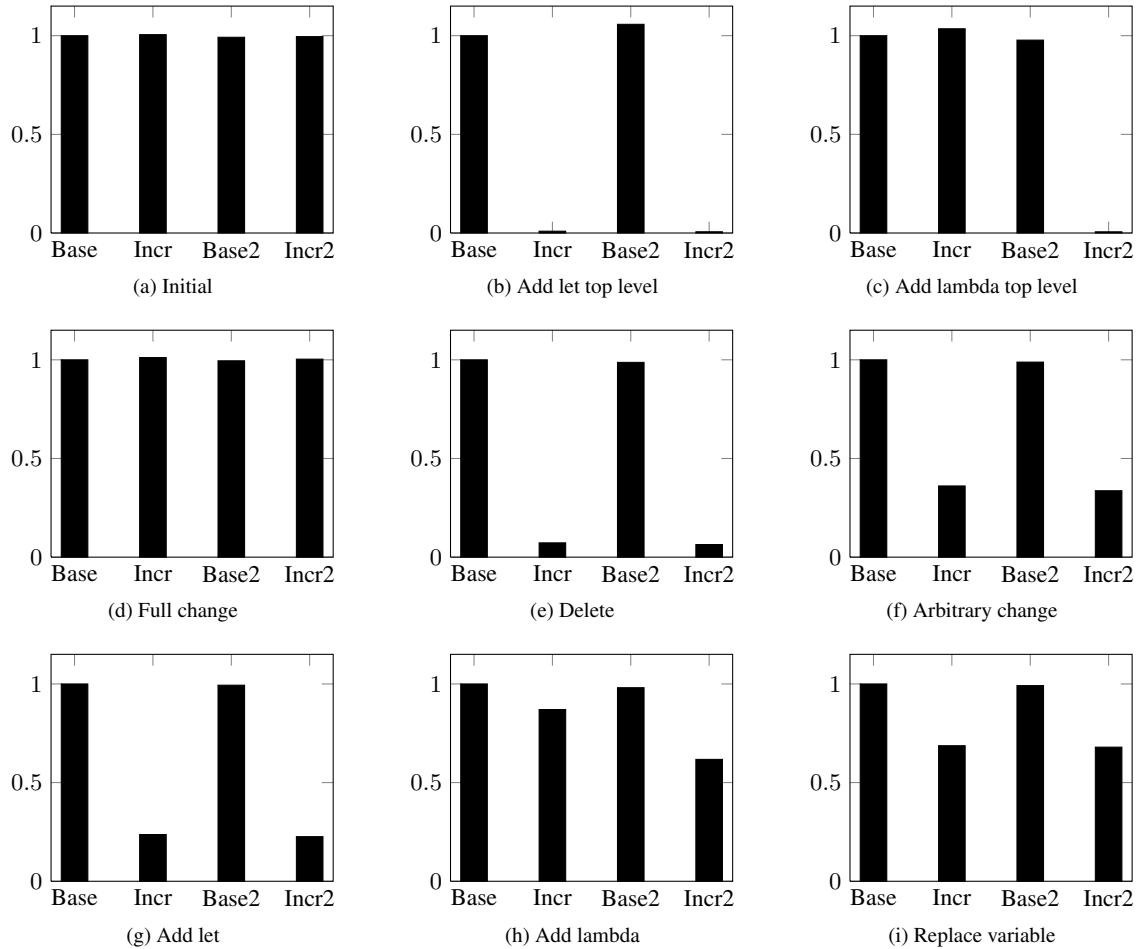 1
0.5
0
Base Incr Base2 Incr2
(a) Initial
1
0.5
0
Base Incr Base2 Incr2
(b) Add let top level
1
0.5
0
Base Incr Base2 Incr2
(c) Add lambda top level
1
0.5
0
Base Incr Base2 Incr2
(d) Full change
1
0.5
0
Base Incr Base2 Incr2
(e) Delete
1
0.5
0
Base Incr Base2 Incr2
(f) Arbitrary change
1
0.5
0
Base Incr Base2 Incr2
(g) Add let
1
0.5
0
Base Incr Base2 Incr2
(h) Add lambda
1
0.5
0
Base Incr Base2 Incr2
(i) Replace variable